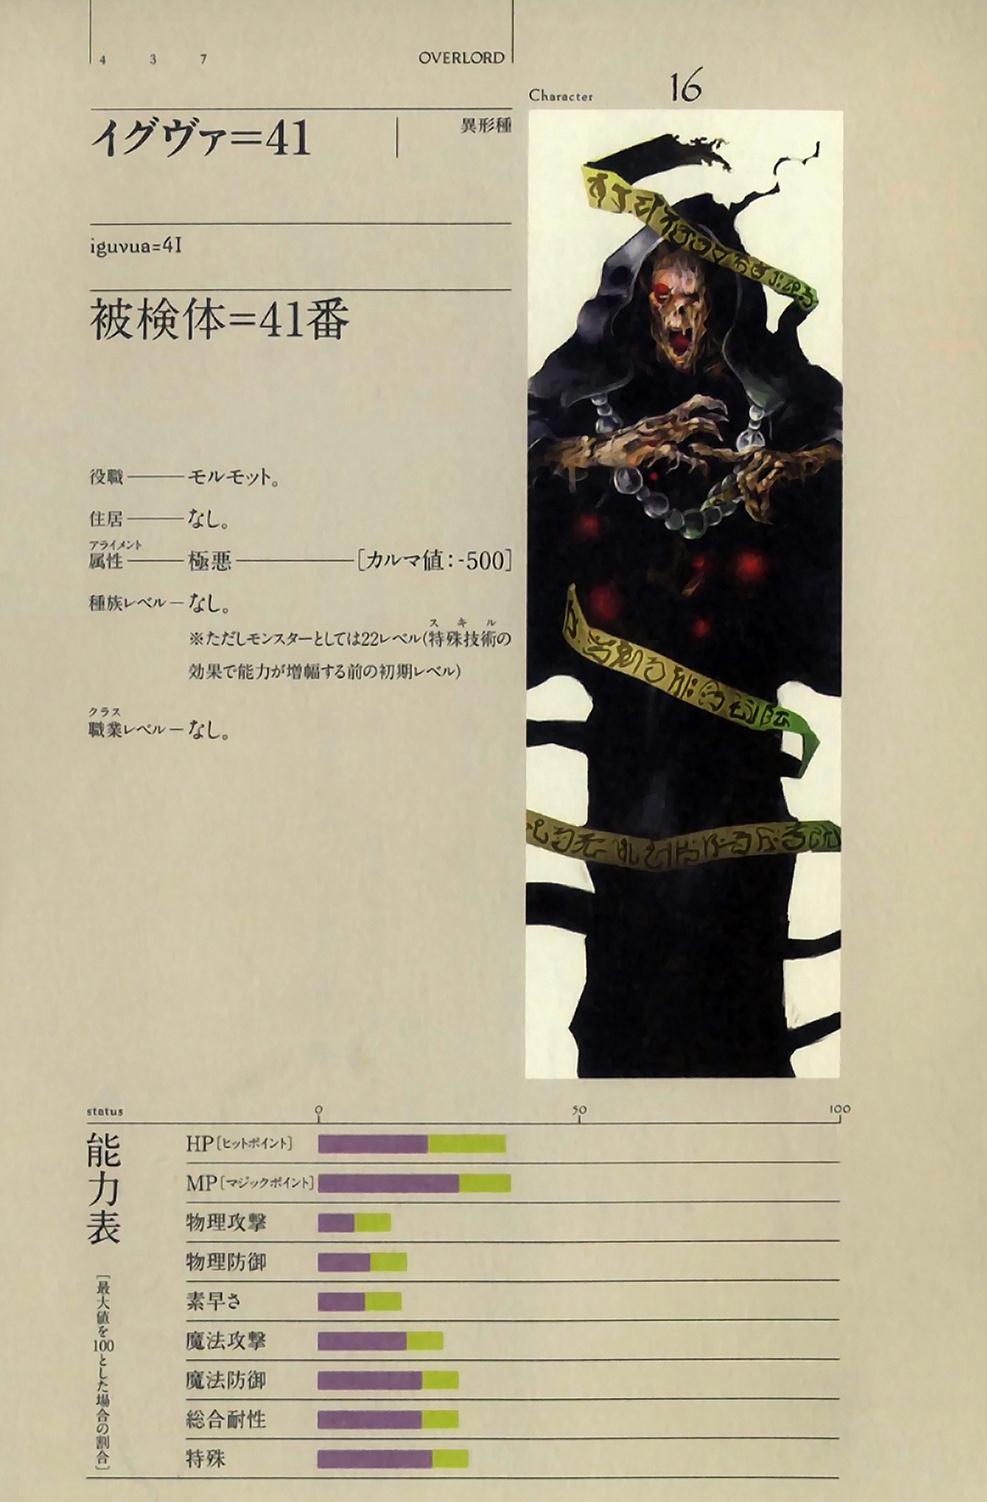 4 3 7
OVERLORD
Character 16
イグヴァ=41
異形種
iguvua=41
被検体=41番
役職――モルモット。
住居――なし。
アライメント
属性――極悪――――[カルマ値:-500]
種族レベル―なし。
スキル
※ただしモンスターとしては22レベル(特殊技術の
効果で能力が増幅する前の初期レベル)
クラス
職業レベル―なし。
status
0 50 100
能力表
[最大値を100とした場合の割合]
HP[ヒットポイント]
MP[マジックポイント]
物理攻撃
物理防御
素早さ
魔法攻撃
魔法防御
総合耐性
特殊